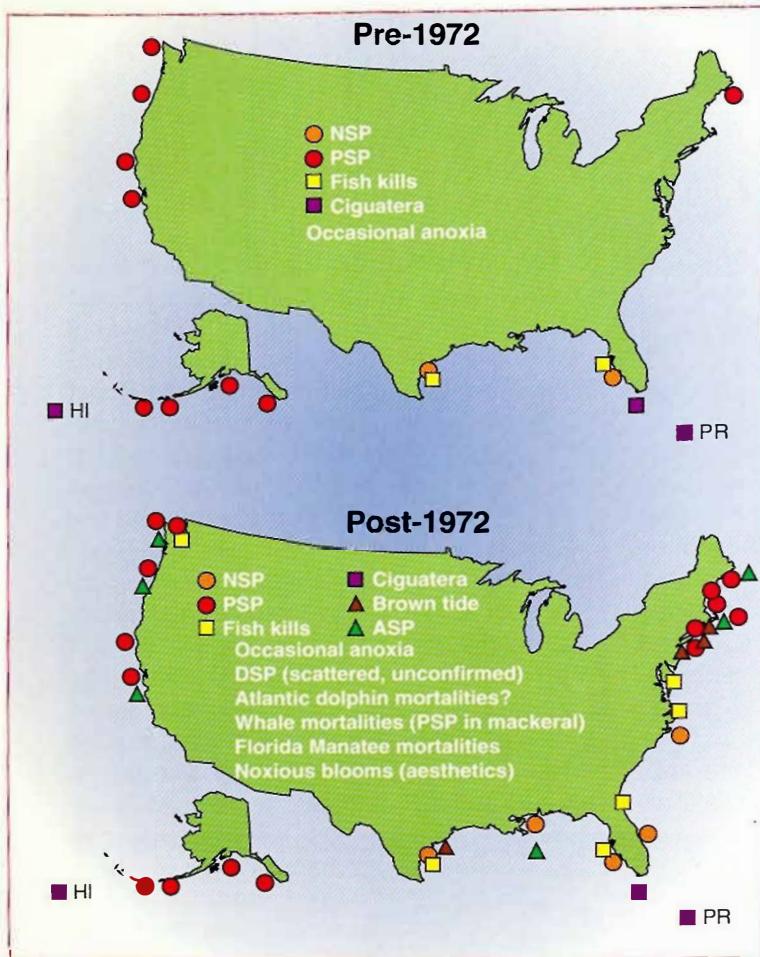 Pre-1972
NSP
PSP
Fish kills
Ciguatera
Occasional anoxia
HI
PR
Post-1972
NSP
Ciguatera
PSP
Brown tide
Fish kills
ASP
Occasional anoxia
DSP (scattered, unconfirmed)
Atlantic dolphin mortalities?
Whale mortalities (PSP in mackeral)
Florida Manatee mortalities
Noxious blooms (aesthetics)
HI
PR